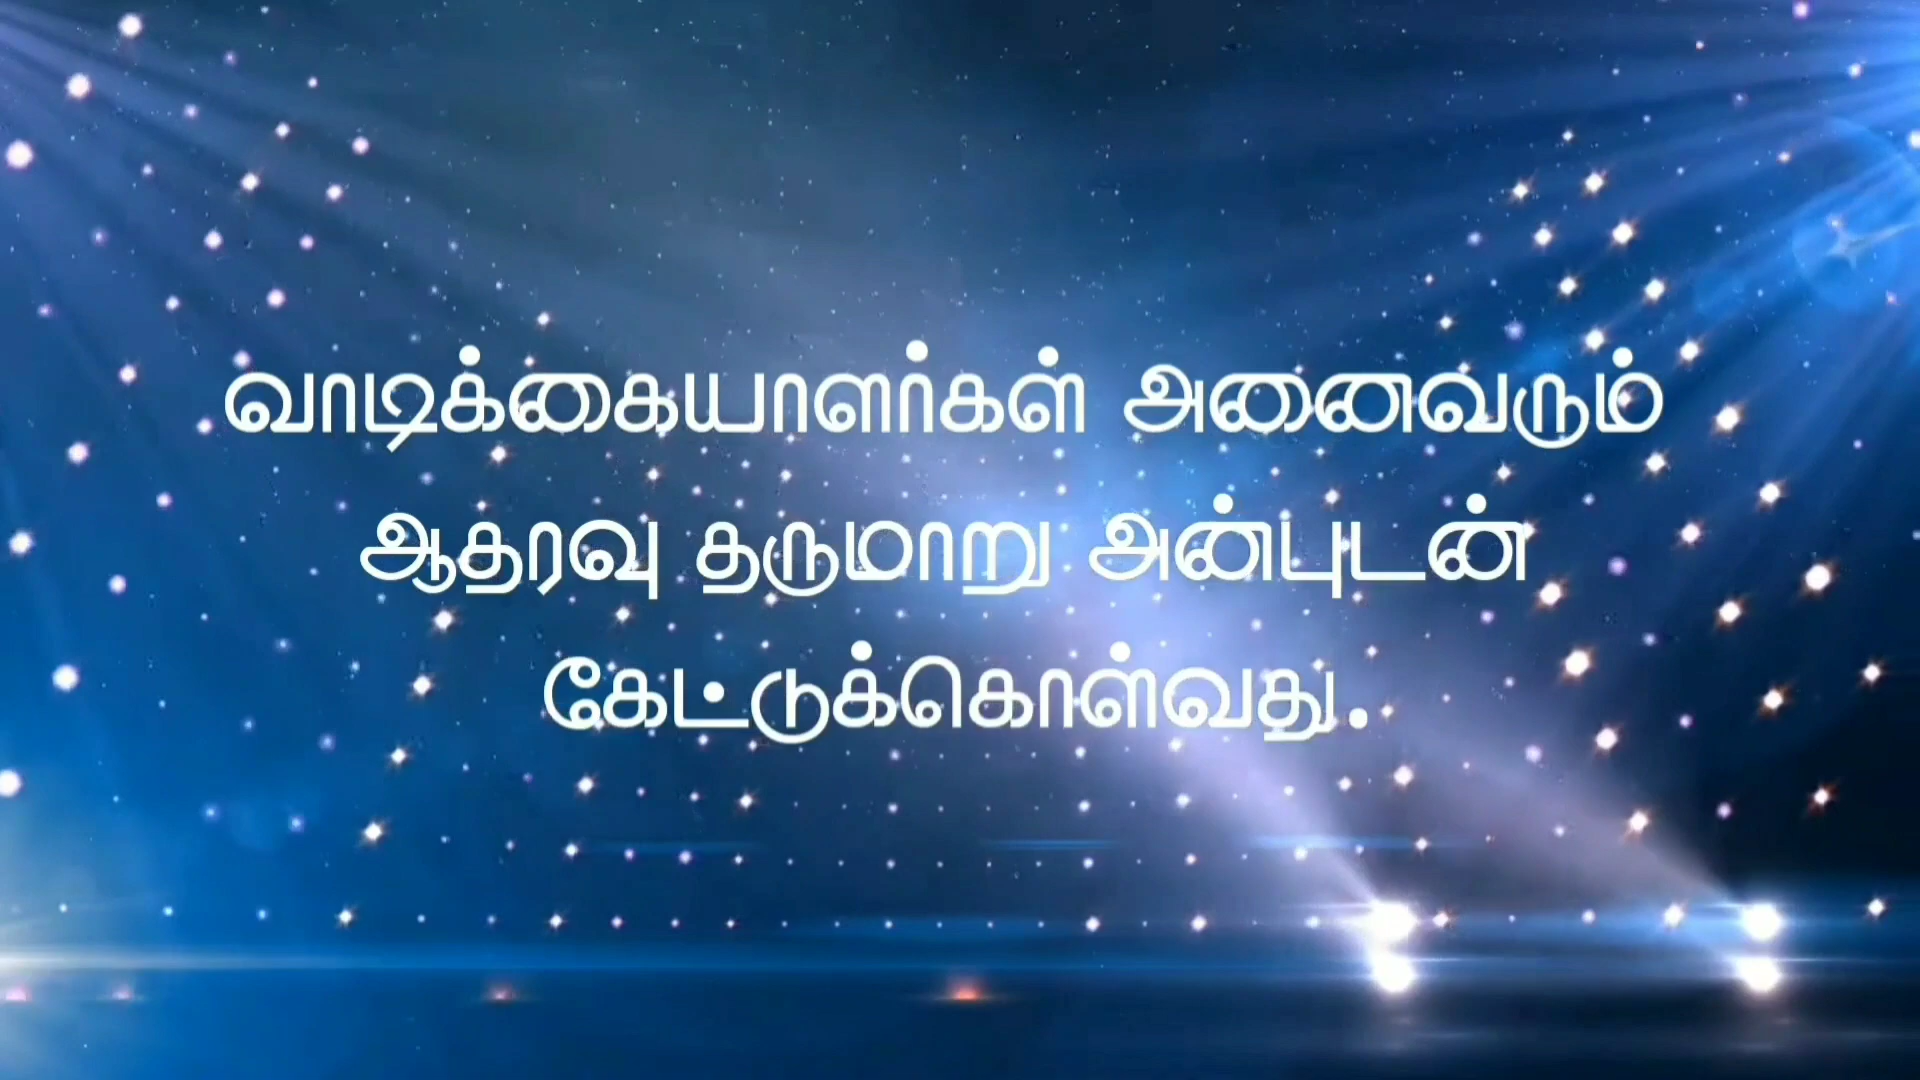 வாடிக்கையாளர்கள் அனைவரும்
ஆதரவு தருமாறு அன்புடன்
கேட்டுக்கொள்வது.